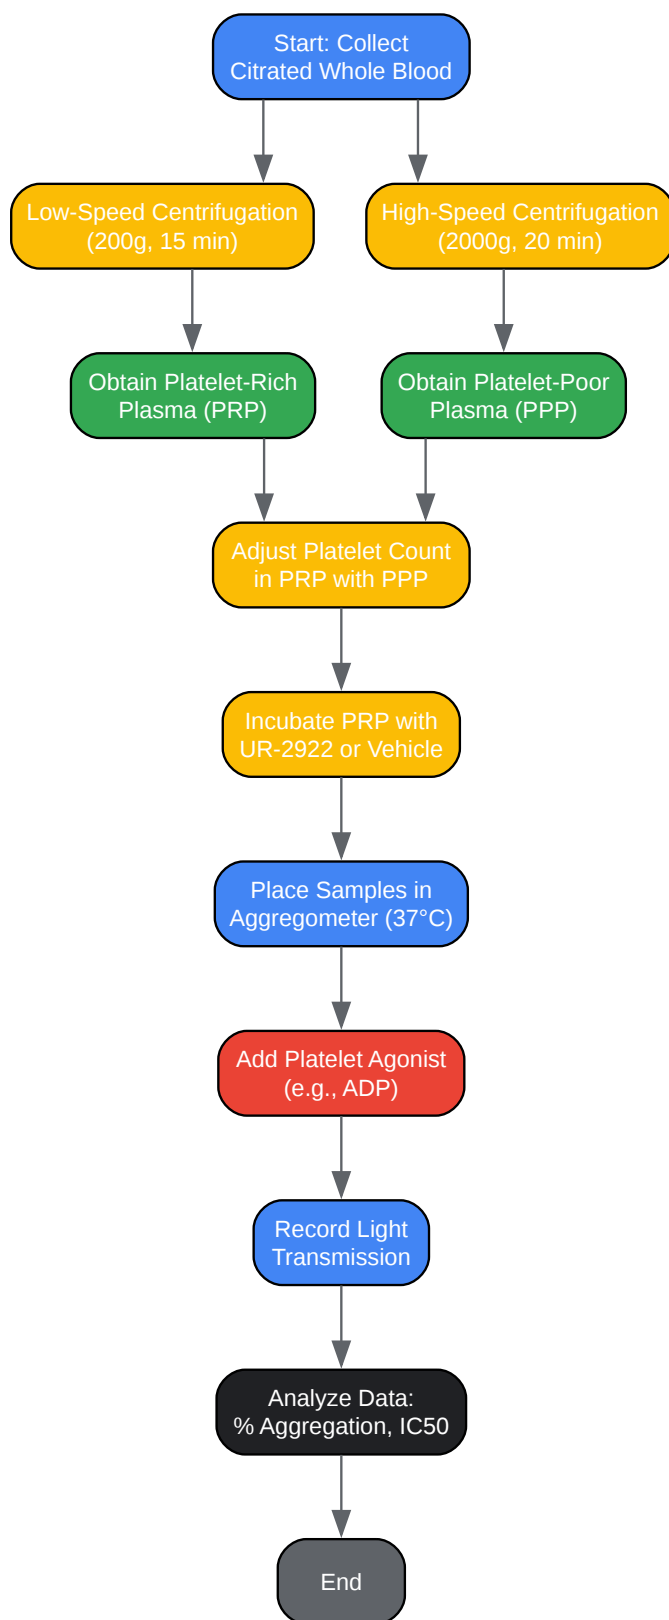 Start: Collect
Citrated Whole Blood
Low-Speed Centrifugation
(200g, 15 min)
High-Speed Centrifugation
(2000g, 20 min)
Obtain Platelet-Rich
Plasma (PRP)
Obtain Platelet-Poor
Plasma (PPP)
Adjust Platelet Count
in PRP with PPP
Incubate PRP with
UR-2922 or Vehicle
Place Samples in
Aggregometer (37°C)
Add Platelet Agonist
(e.g., ADP)
Record Light
Transmission
Analyze Data:
% Aggregation, IC50
End